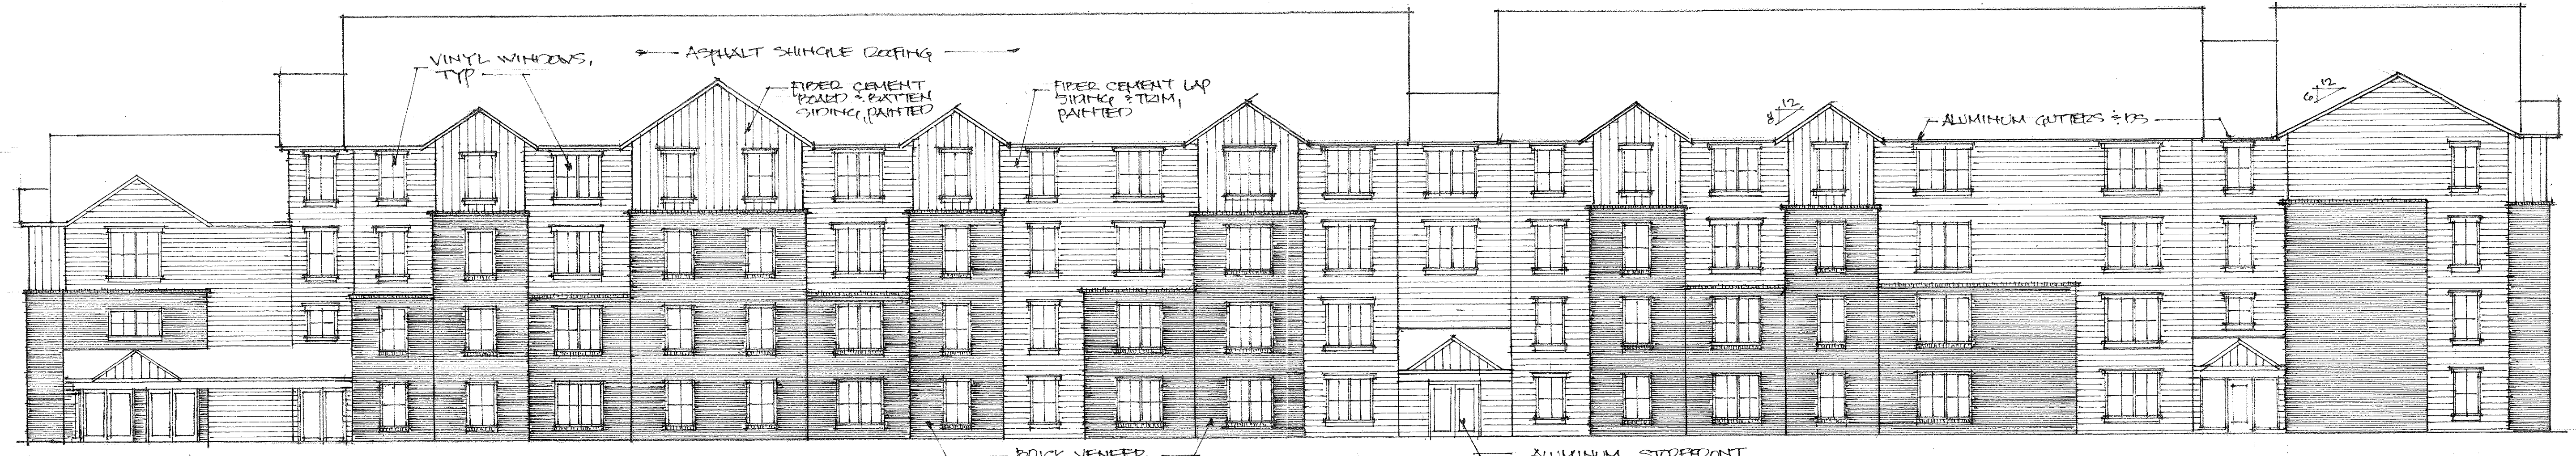 VINYL WINDOWS,
TYP
ASPHALT SHINGLE ROOFING
FIBER CEMENT
BOARD & BATTEN
SIDING, PAINTED
FIBER CEMENT LAP
SIDING & TRIM,
PAINTED
12
8
ALUMINUM GUTTERS & DS
12
6
BRICK VENEER
ALUMINUM STOREFRONT